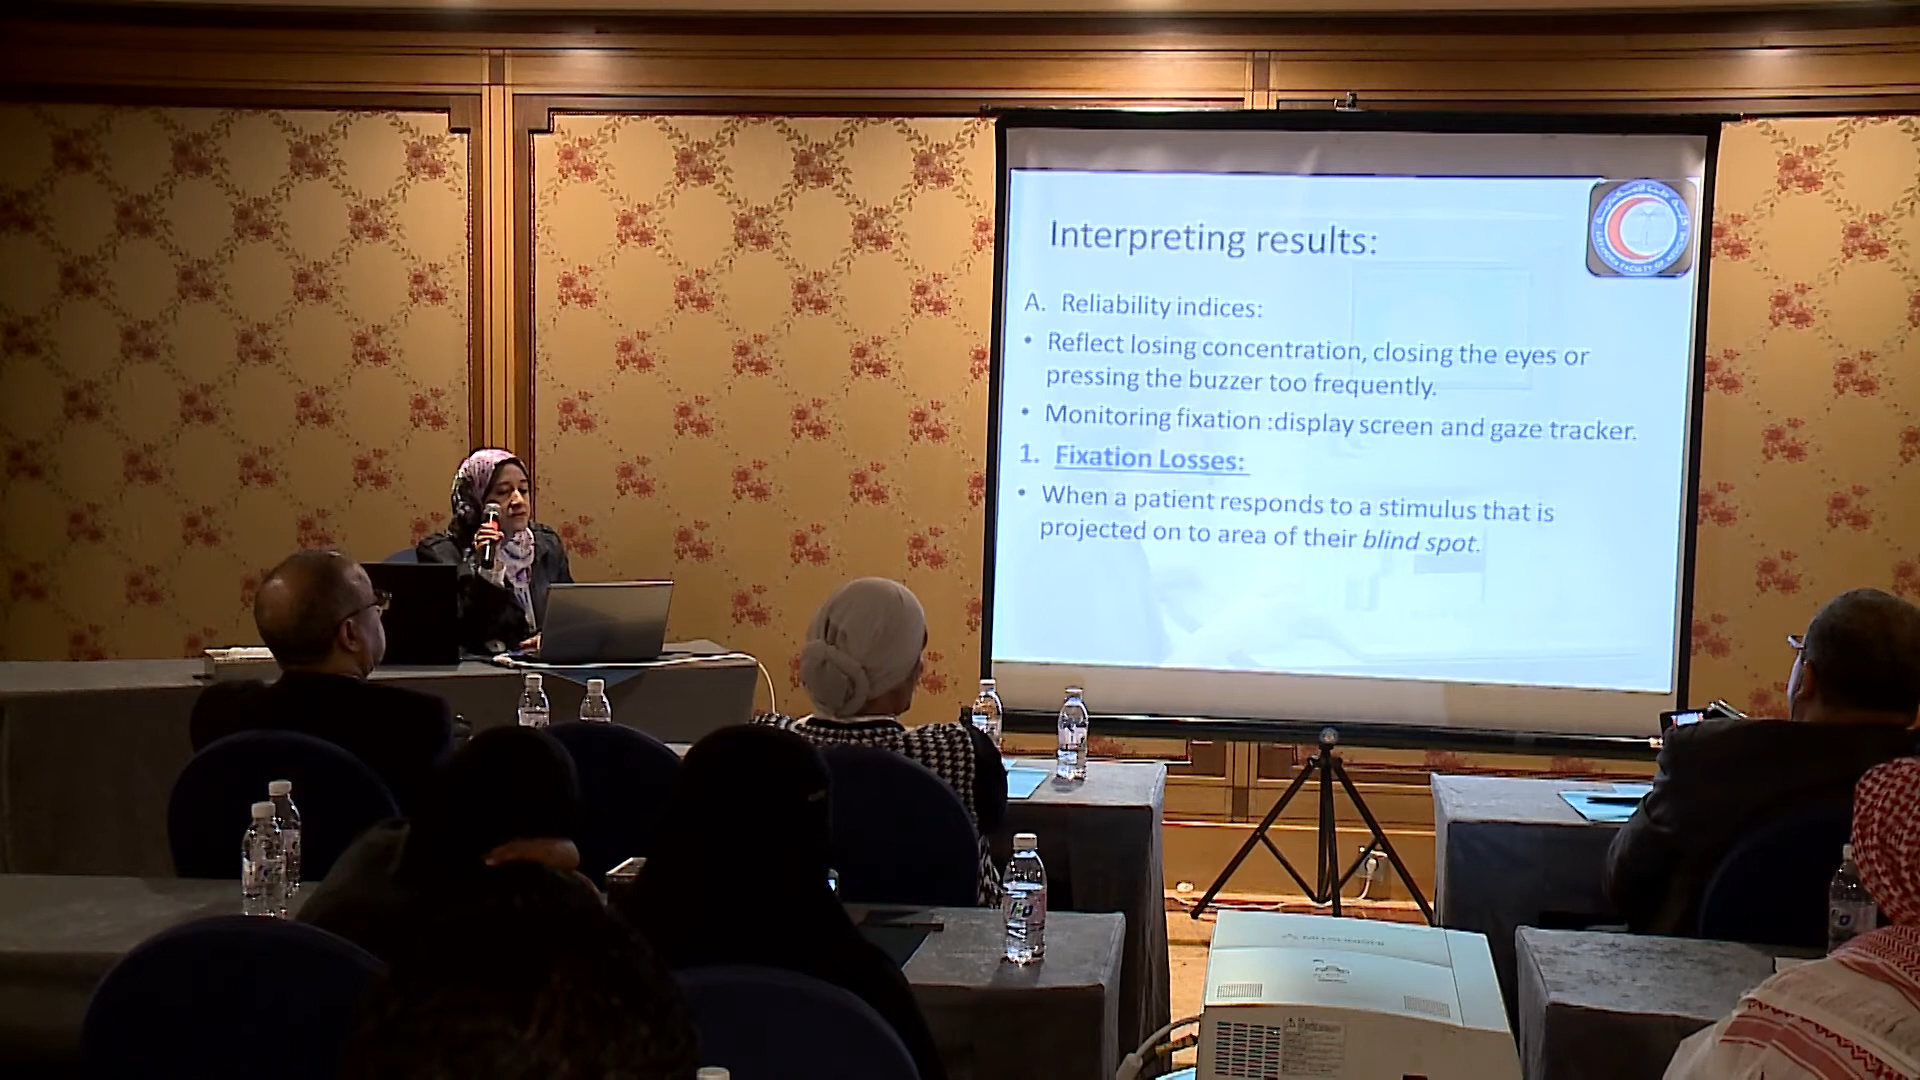 Interpreting results:
A. Reliability indices:
• Reflect losing concentration, closing the eyes or
pressing the buzzer too frequently.
• Monitoring fixation :display screen and gaze tracker.
1. Fixation Losses:
• When a patient responds to a stimulus that is
projected on to area of their blind spot.